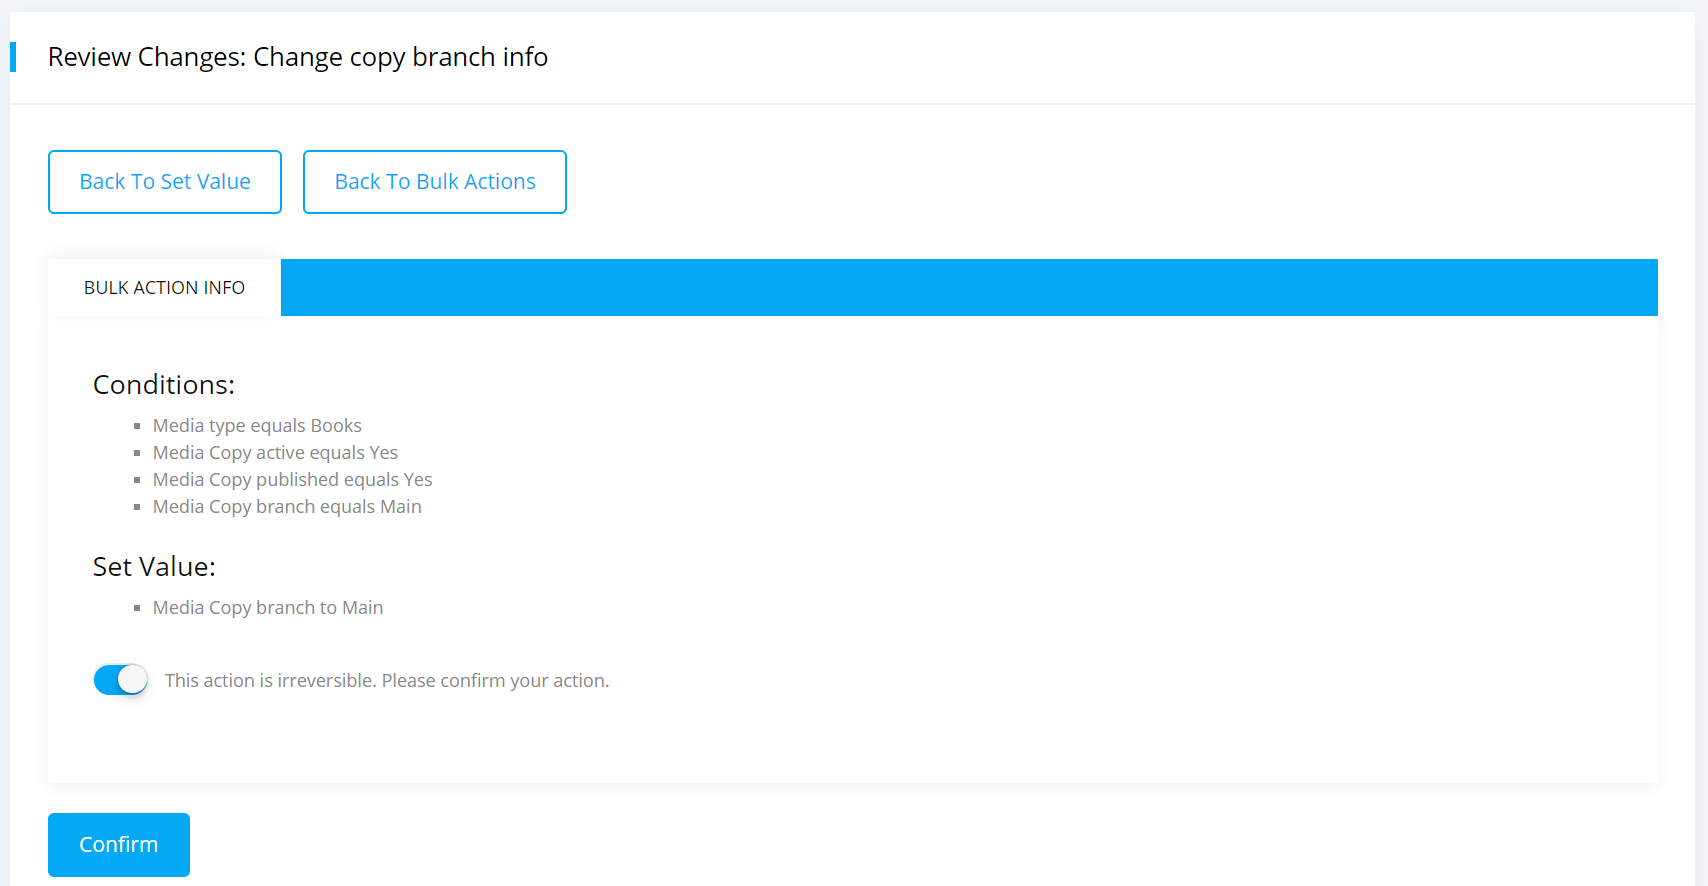 Review Changes: Change copy branch info
Back To Set Value
Back To Bulk Actions
BULK ACTION INFO
Conditions:
Media type equals Books
Media Copy active equals Yes
Media Copy published equals Yes
Media Copy branch equals Main
Set Value:
Media Copy branch to Main
This action is irreversible. Please confirm your action.
Confirm